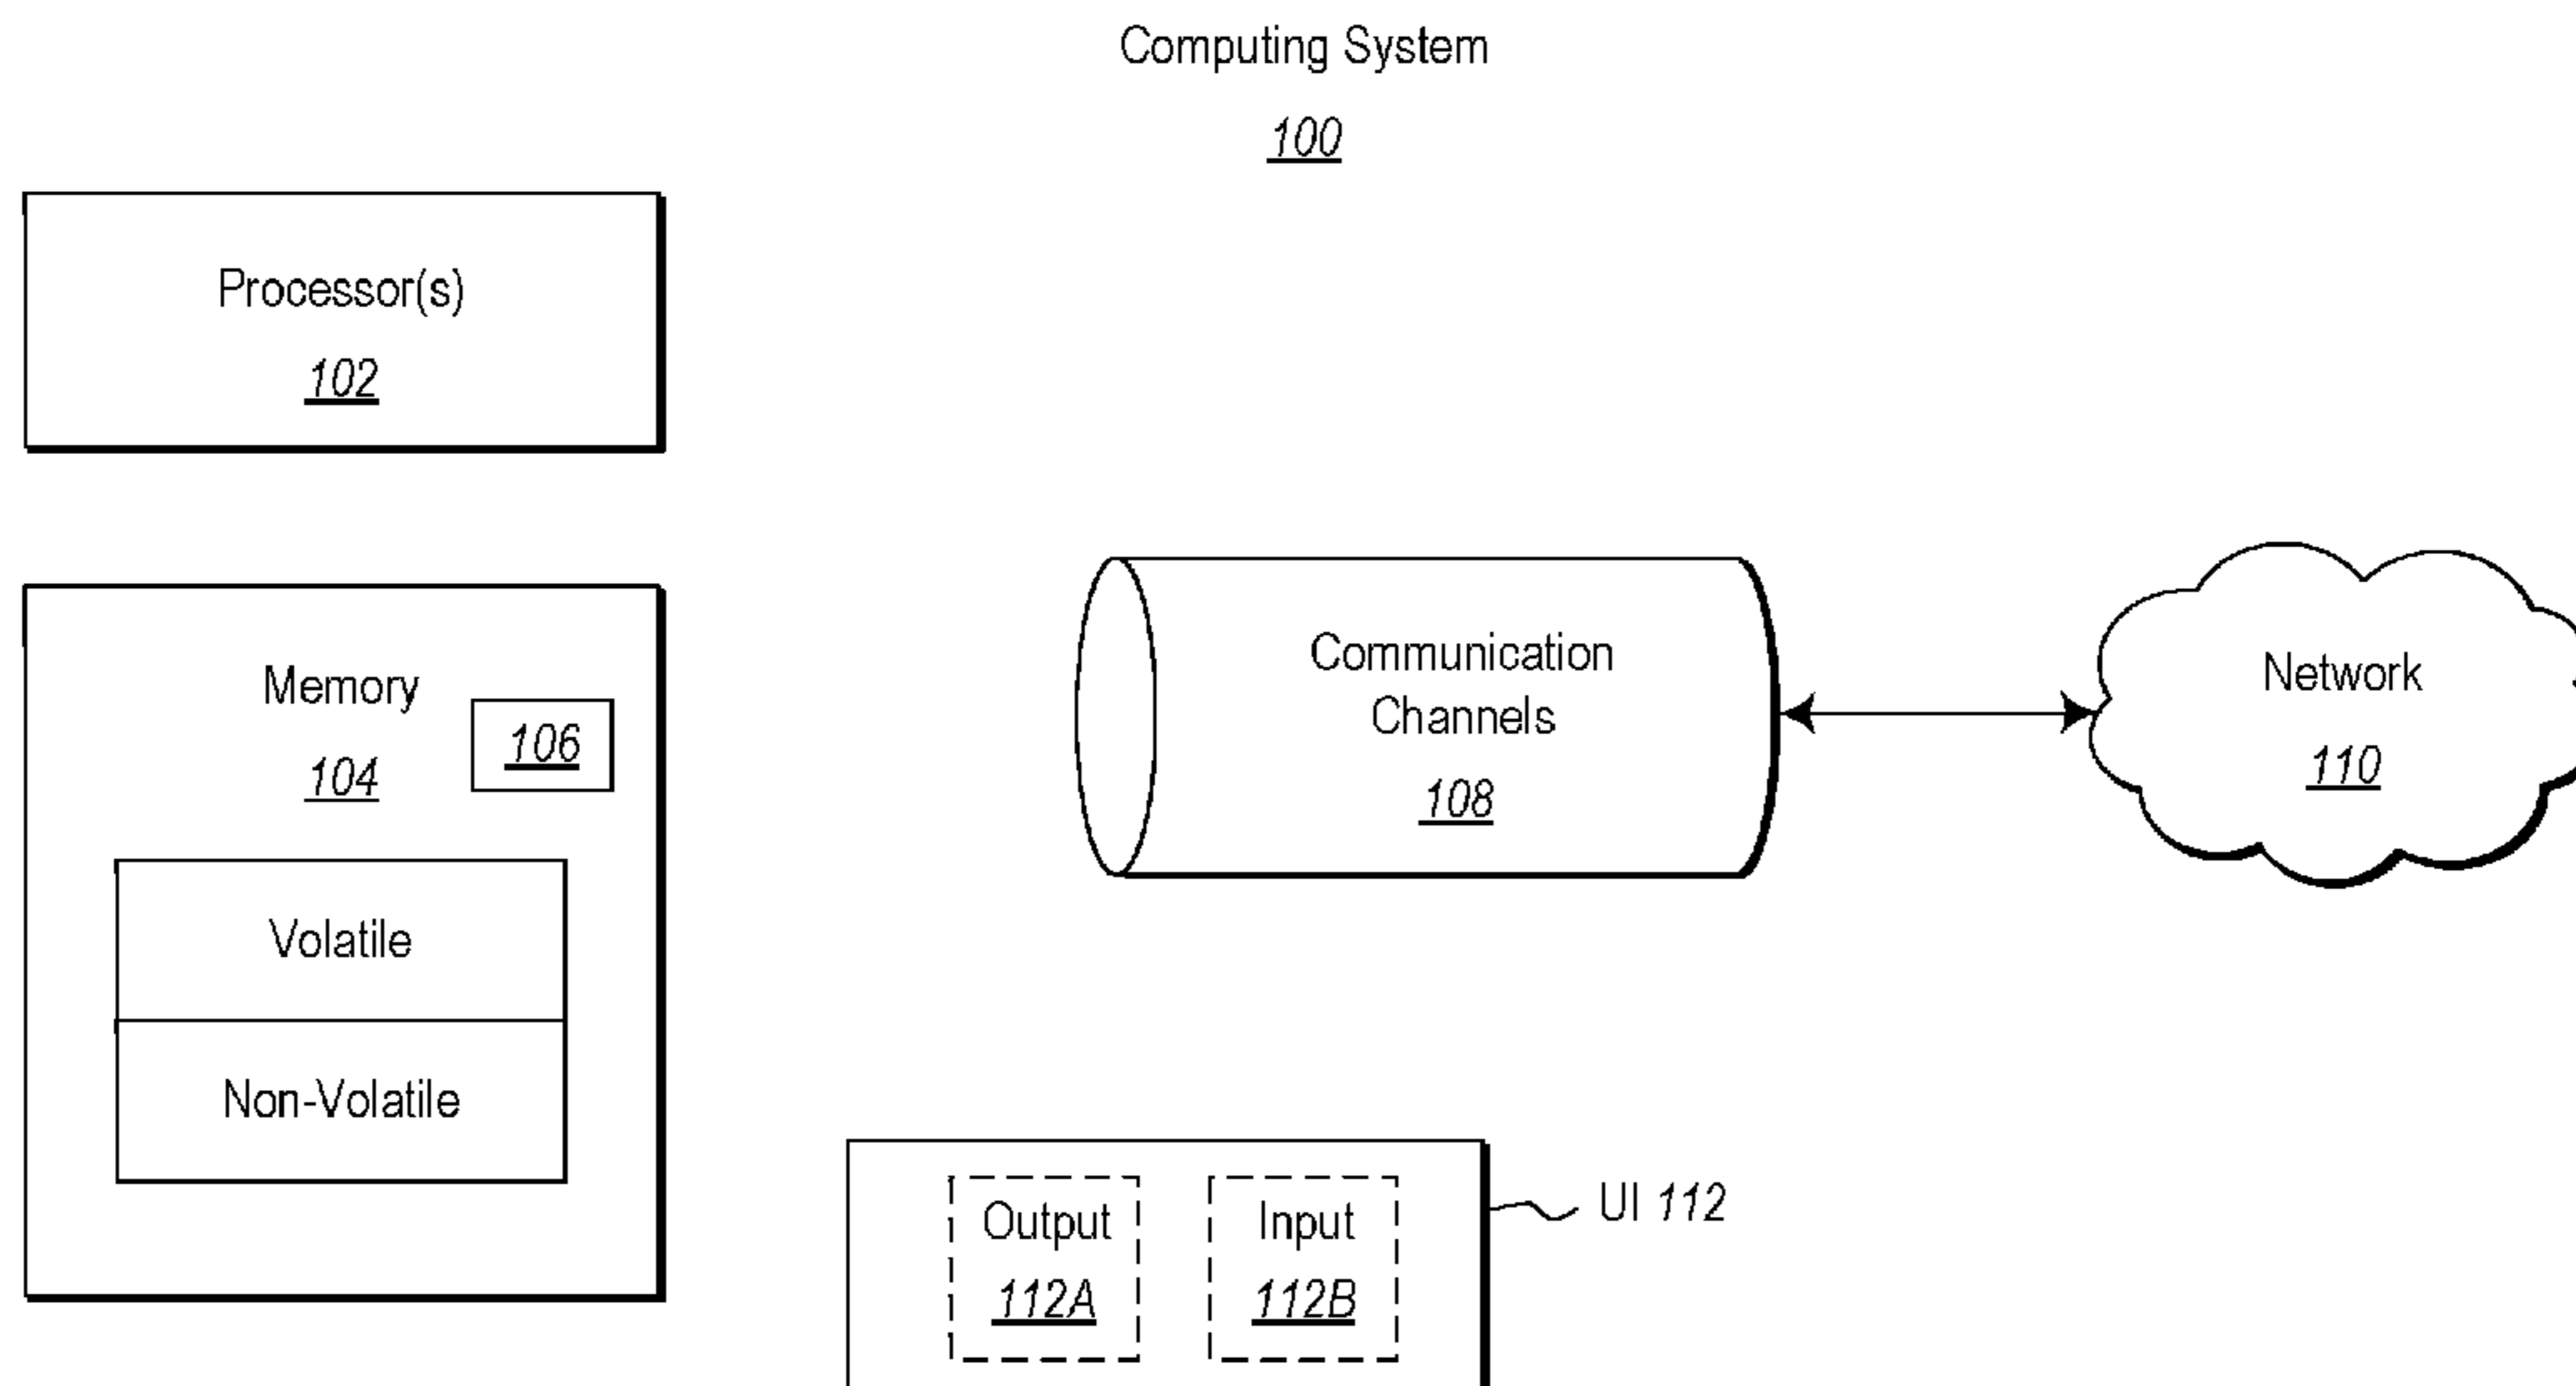 Computing System
100
Processor(s)
102
Memory
104
106
Volatile
Non-Volatile
Communication
Channels
108
Network
110
Output
112A
Input
112B
UI 112